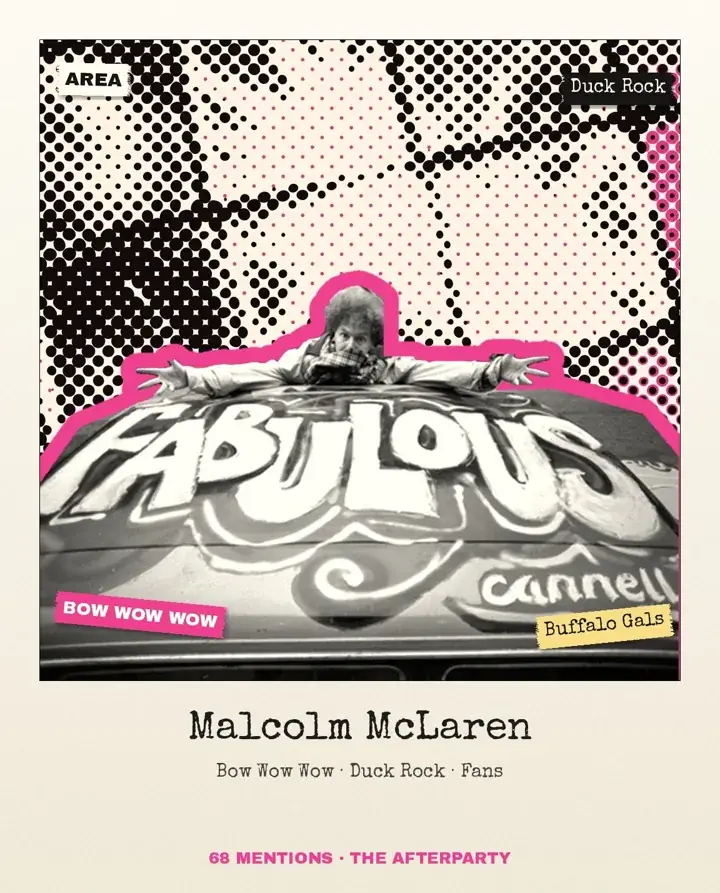 AREA
Duck Rock
FABULOUS
cannell
BOW WOW WOW
Buffalo Gals
Malcolm McLaren
Bow Wow Wow · Duck Rock · Fans
68 MENTIONS · THE AFTERPARTY